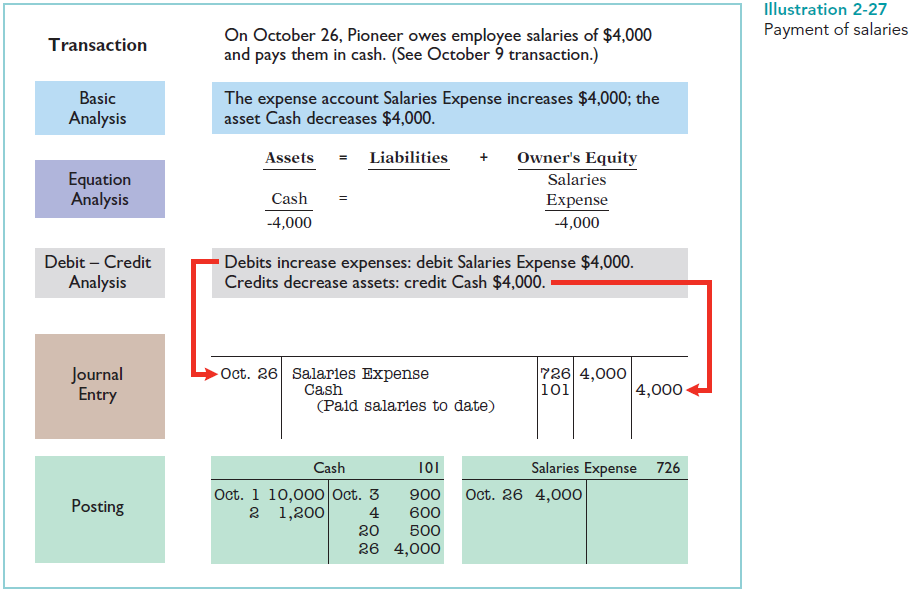 Illustration 2-27
Payment of salaries
Transaction
On October 26, Pioneer owes employee salaries of $4,000
and pays them in cash. (See October 9 transaction.)
Basic
Analysis
The expense account Salaries Expense increases $4,000; the
asset Cash decreases $4,000.
Equation
Analysis
Assets = Liabilities + Owner's Equity
Salaries
Cash = Expense
-4,000 -4,000
Debit – Credit
Analysis
Debits increase expenses: debit Salaries Expense $4,000.
Credits decrease assets: credit Cash $4,000.
Journal
Entry
Oct. 26 Salaries Expense 726 4,000
Cash 101 4,000
(Paid salaries to date)
Posting
Cash 101
Oct. 1 10,000 Oct. 3 900
2 1,200 4 600
20 500
26 4,000
Salaries Expense 726
Oct. 26 4,000